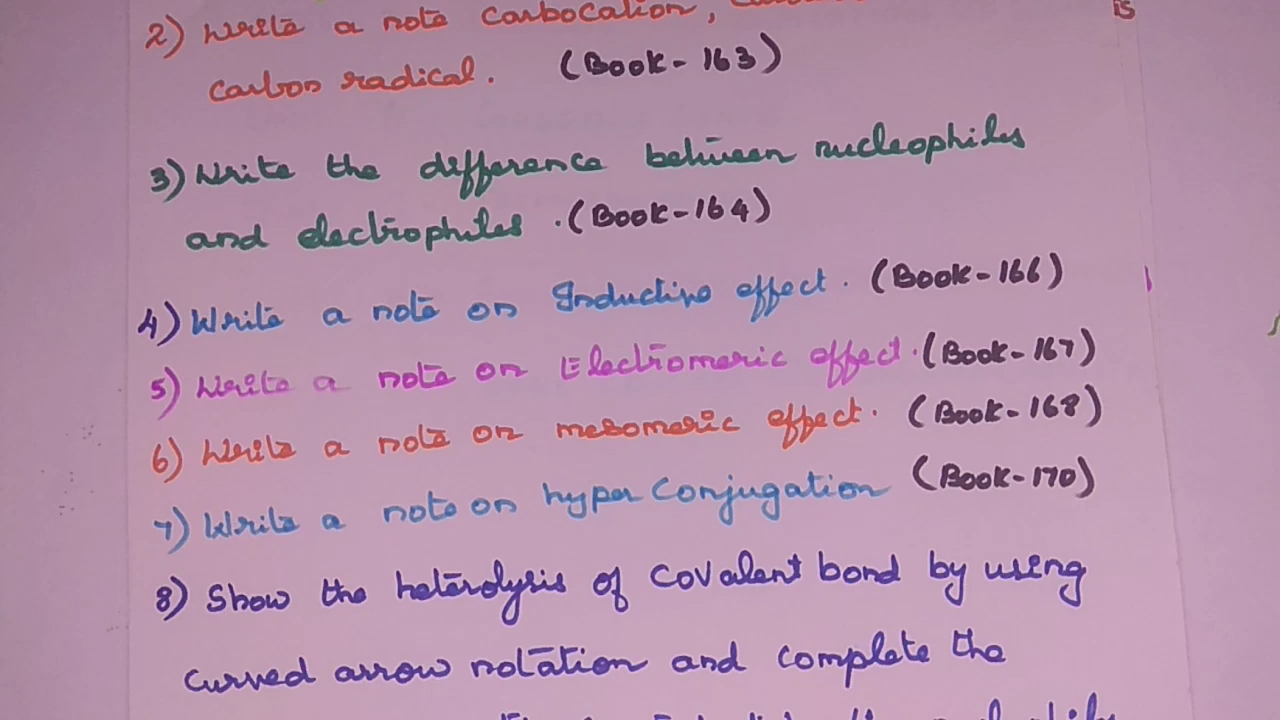 2) Write a note carbocation,
is
carbon radical. (Book-163)
3) Write the difference between nucleophiles
and electrophiles. (Book-164)
4) Write a note on Inductive effect. (Book-166)
5) Write a note on Electromeric effect. (Book-167)
6) Write a note on mesomeric effect. (Book-168)
7) Write a note on hyper Conjugation (Book-170)
8) Show the heterolysis of Covalent bond by using
curved arrow notation and complete the